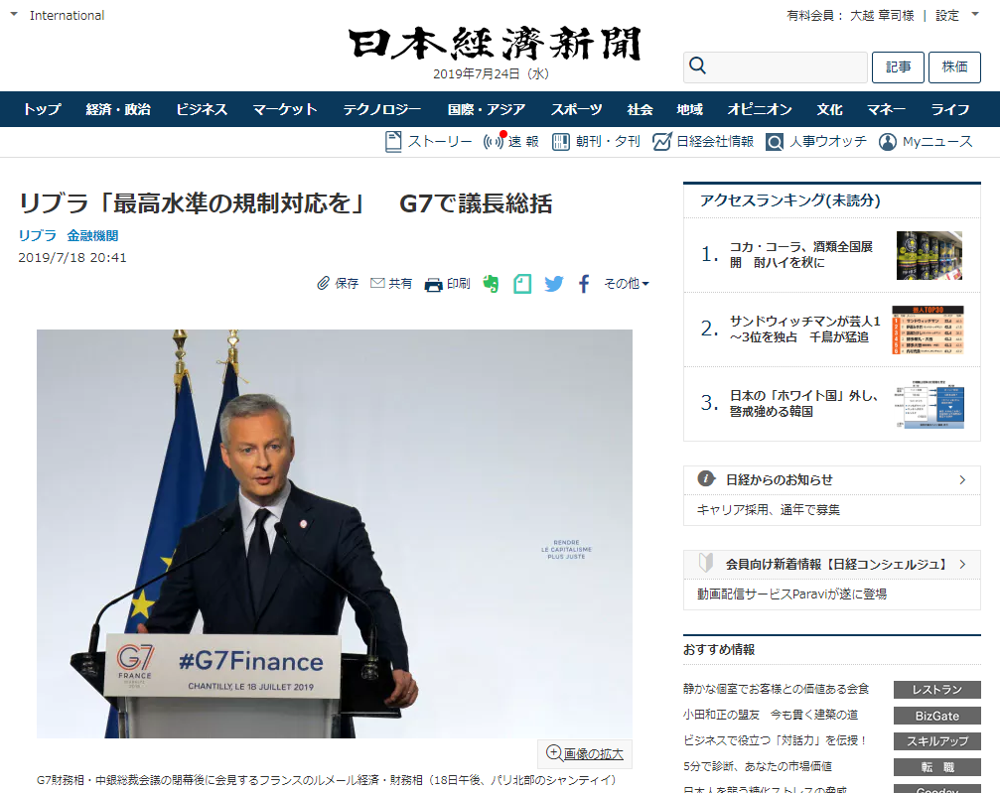 International
有料会員： 大越 章司様 | 設定
日本経済新聞
2019年7月24日（水）
記事
株価
トップ 経済・政治 ビジネス マーケット テクノロジー 国際・アジア スポーツ 社会 地域 オピニオン 文化 マネー ライフ
ストーリー 速 報 朝刊・夕刊 日経会社情報 人事ウオッチ Myニュース
リブラ「最高水準の規制対応を」 G7で議長総括
リブラ 金融機関
2019/7/18 20:41
保存 共有 印刷 その他
RENDRE
LE CAPITALISME
PLUS JUSTE
G7
FRANCE
#G7Finance
CHANTILLY, LE 18 JUILLET 2019
画像の拡大
G7財務相・中銀総裁会議の閉幕後に会見するフランスのルメール経済・財務相（18日午後、パリ北部のシャンティイ）
アクセスランキング(未読分)
1.
コカ・コーラ、酒類全国展
開 酎ハイを秋に
2.
サンドウィッチマンが芸人1
～3位を独占 千鳥が猛追
芸人TOP30
3.
日本の「ホワイト国」外し、
警戒強める韓国
日経からのお知らせ
キャリア採用、通年で募集
会員向け新着情報【日経コンシェルジュ】
動画配信サービスParaviが遂に登場
おすすめ情報
静かな個室でお客様との価値ある会食 レストラン
小田和正の盟友 今も貫く建築の道 BizGate
ビジネスで役立つ「対話力」を伝授！ スキルアップ
5分で診断、あなたの市場価値 転 職